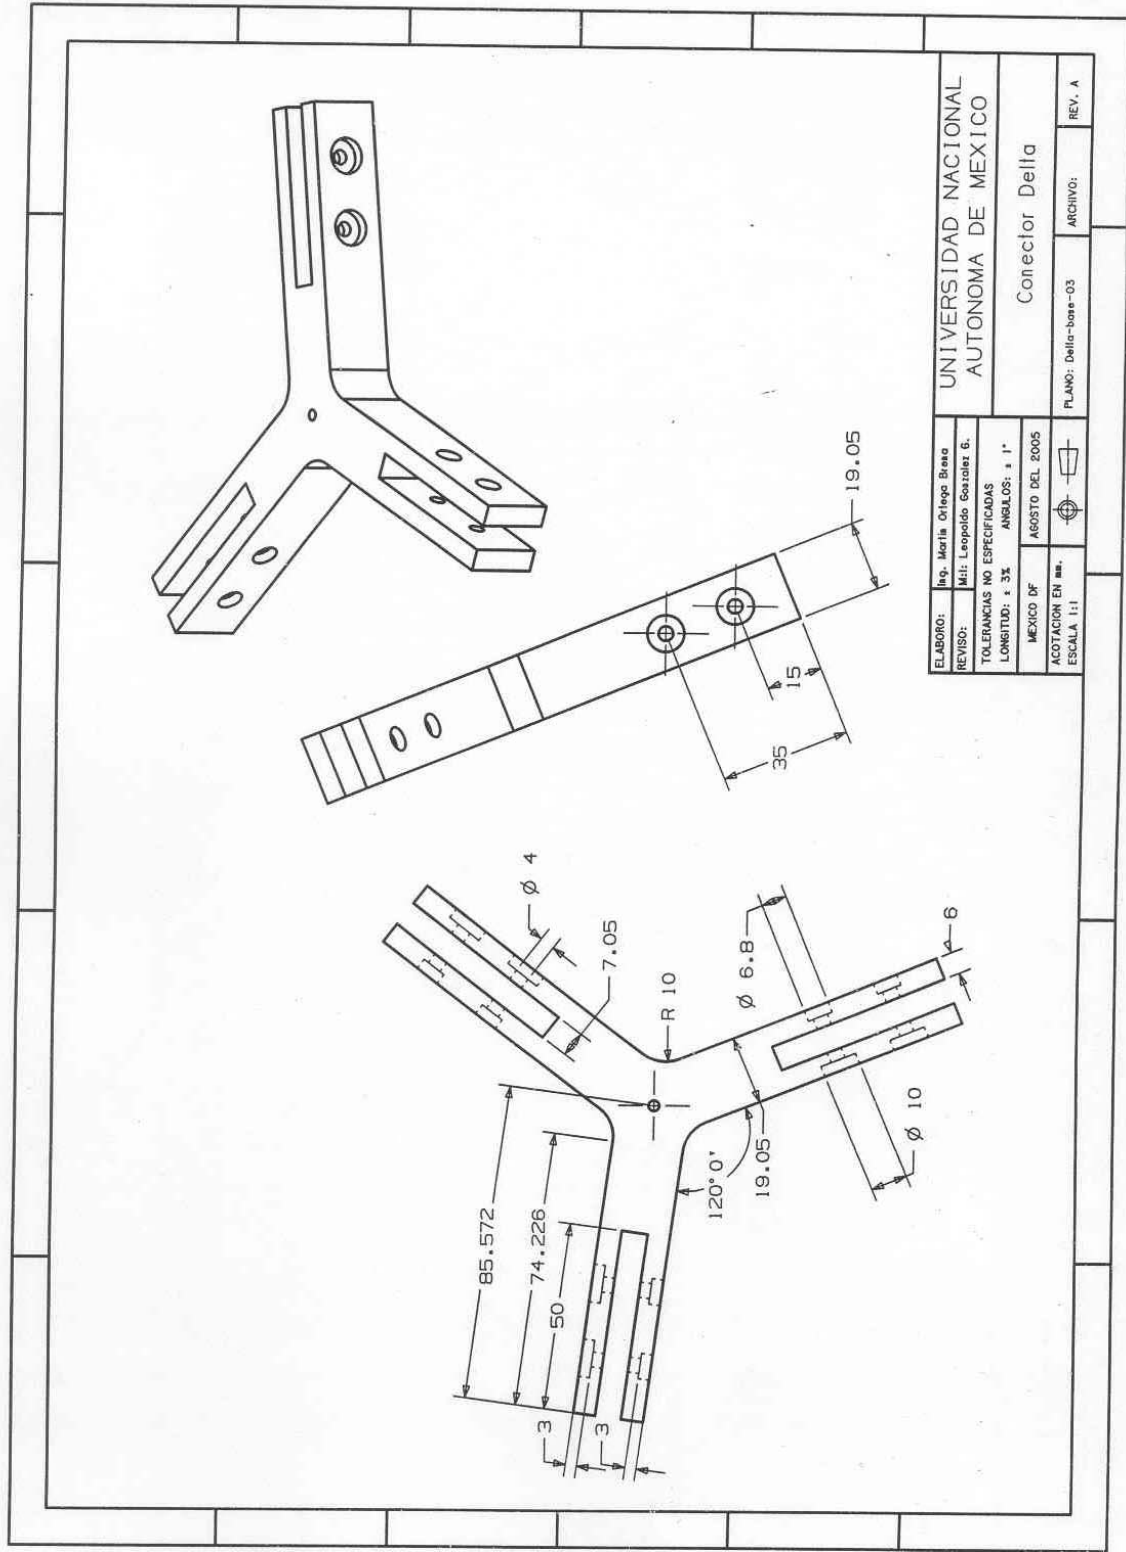 85.572
74.226
50
3
3
120°0'
19.05
R 10
7.05
Ø 4
Ø 6.8
Ø 10
6
35
15
19.05
ELABORO:
Ing. Martin Ortega Brena
REVISO:
M.I: Leopoldo Gonzalez G.
TOLERANCIAS NO ESPECIFICADAS
LONGITUD: ± 3% ANGULOS: ± 1°
MEXICO DF
AGOSTO DEL 2005
ACOTACION EN mm.
ESCALA 1:1
UNIVERSIDAD NACIONAL
AUTONOMA DE MEXICO
Conector Delta
PLANO: Delta-base-03
ARCHIVO:
REV. A